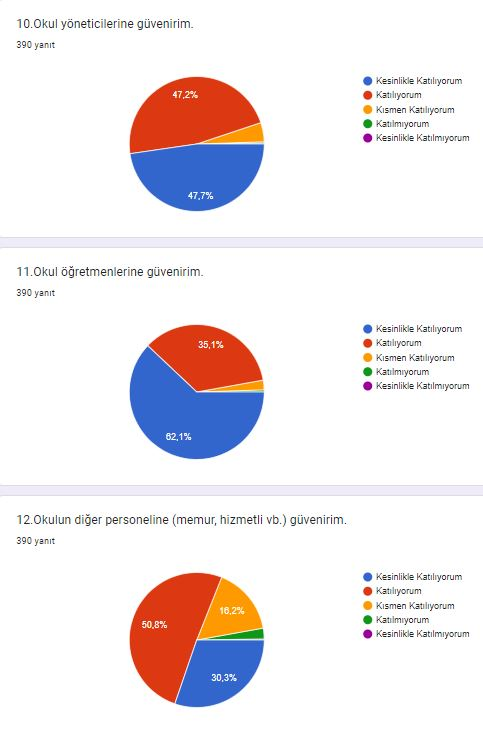 10.Okul yöneticilerine güvenirim.
390 yanıt
47,2%
47,7%
Kesinlikle Katılıyorum
Katılıyorum
Kısmen Katılıyorum
Katılmıyorum
Kesinlikle Katılmıyorum
11.Okul öğretmenlerine güvenirim.
390 yanıt
35,1%
62,1%
Kesinlikle Katılıyorum
Katılıyorum
Kısmen Katılıyorum
Katılmıyorum
Kesinlikle Katılmıyorum
12.Okulun diğer personeline (memur, hizmetli vb.) güvenirim.
390 yanıt
16,2%
50,8%
30,3%
Kesinlikle Katılıyorum
Katılıyorum
Kısmen Katılıyorum
Katılmıyorum
Kesinlikle Katılmıyorum